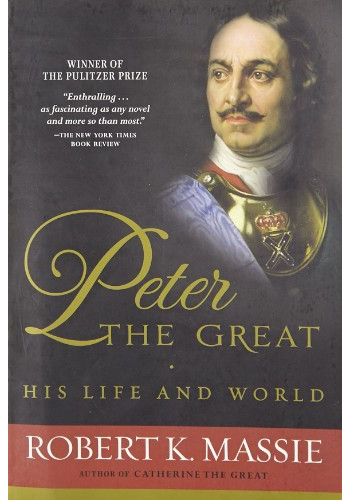 WINNER OF
THE PULITZER PRIZE
"Enthralling . . .
as fascinating as any novel
and more so than most."
—THE NEW YORK TIMES
BOOK REVIEW
Peter
THE GREAT
·
HIS LIFE AND WORLD
ROBERT K. MASSIE
AUTHOR OF CATHERINE THE GREAT